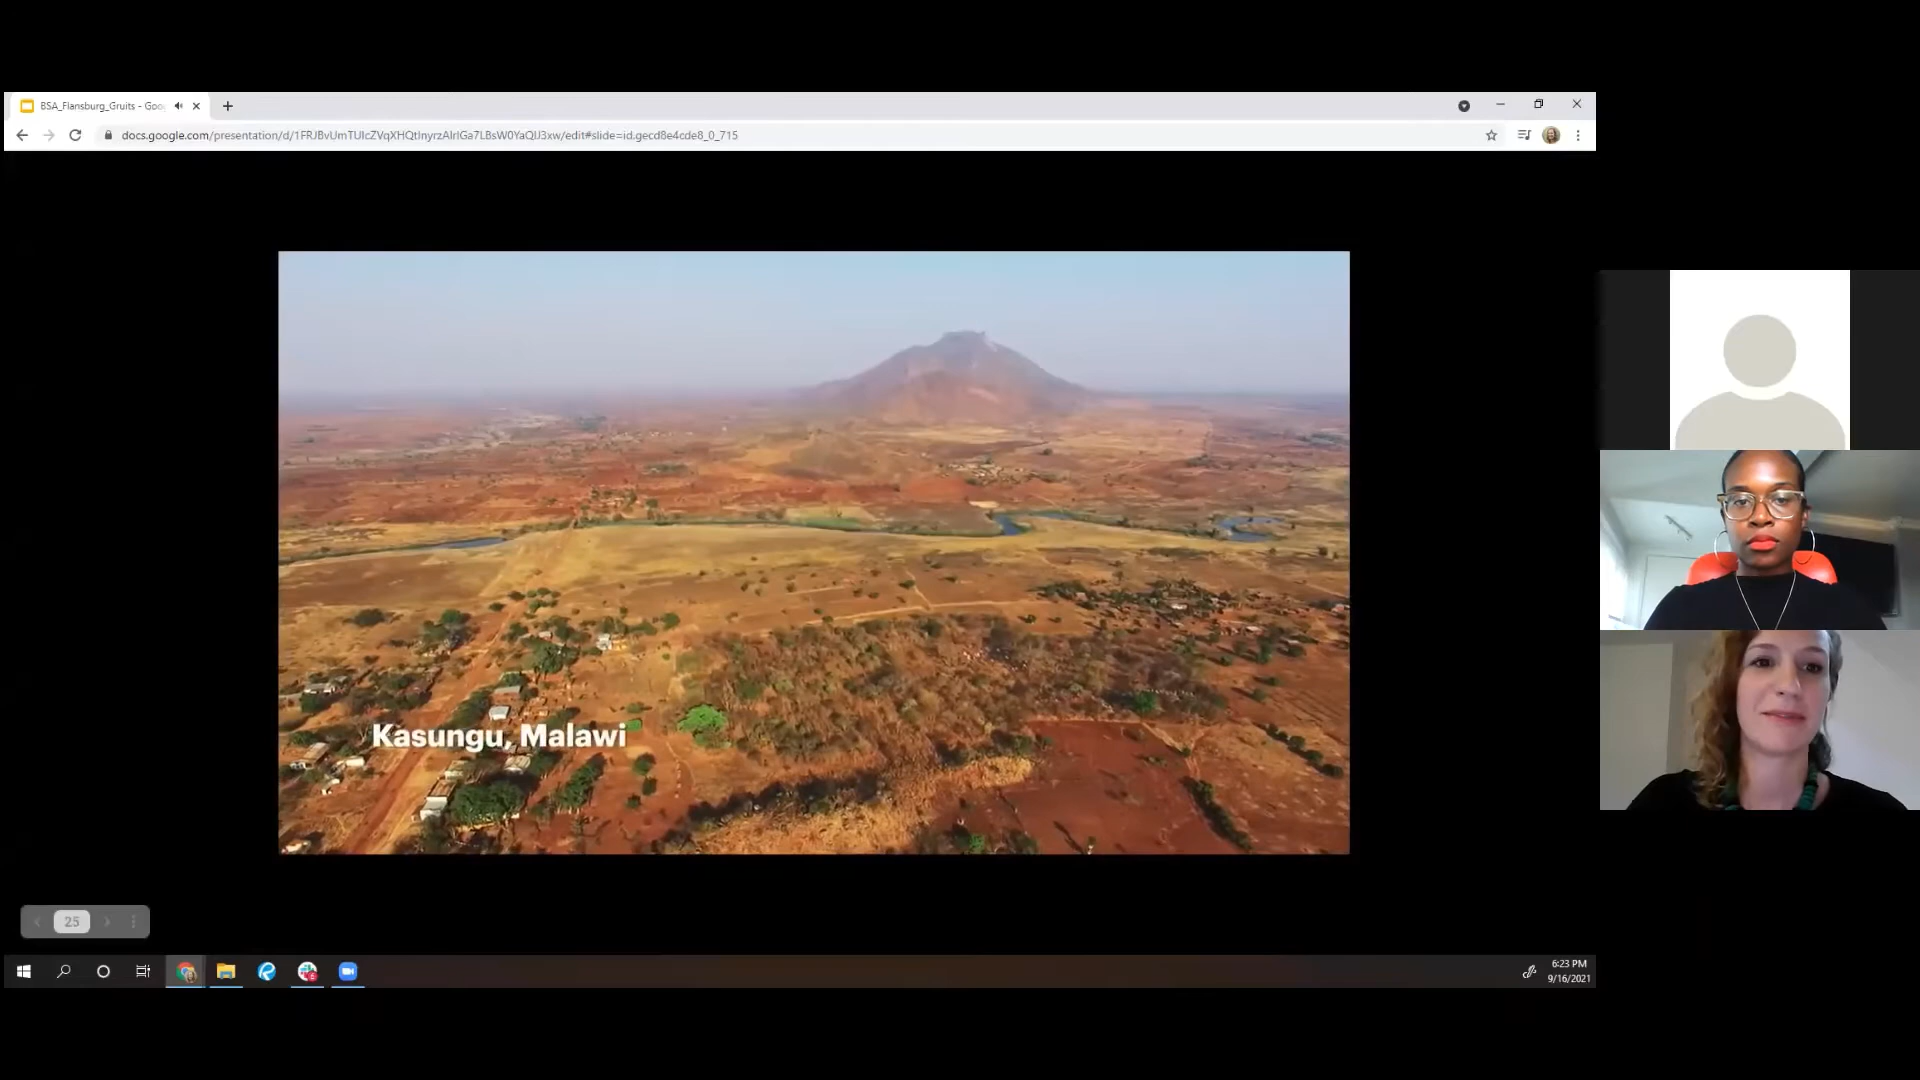 BSA_Flansburg_Gruits - Goo
docs.google.com/presentation/d/1FRJBvUmTUIcZVqXHQtInyrzAIrIGa7LBsW0YaQIJ3xw/edit#slide=id.gecd8e4cde8_0_715
Kasungu, Malawi
25
6:23 PM
9/16/2021